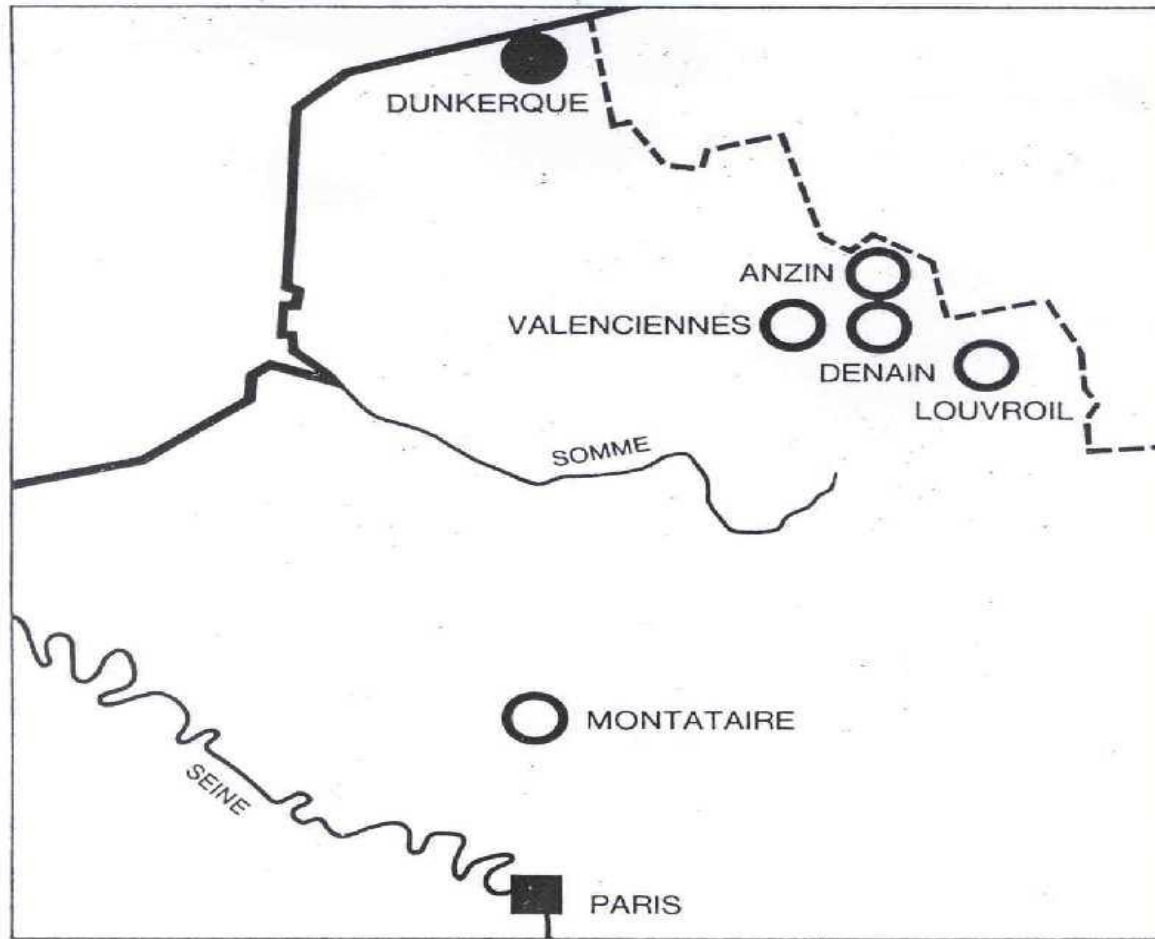 DUNKERQUE
ANZIN
VALENCIENNES
DENAIN
LOUVROIL
SOMME
MONTATAIRE
SEINE
PARIS